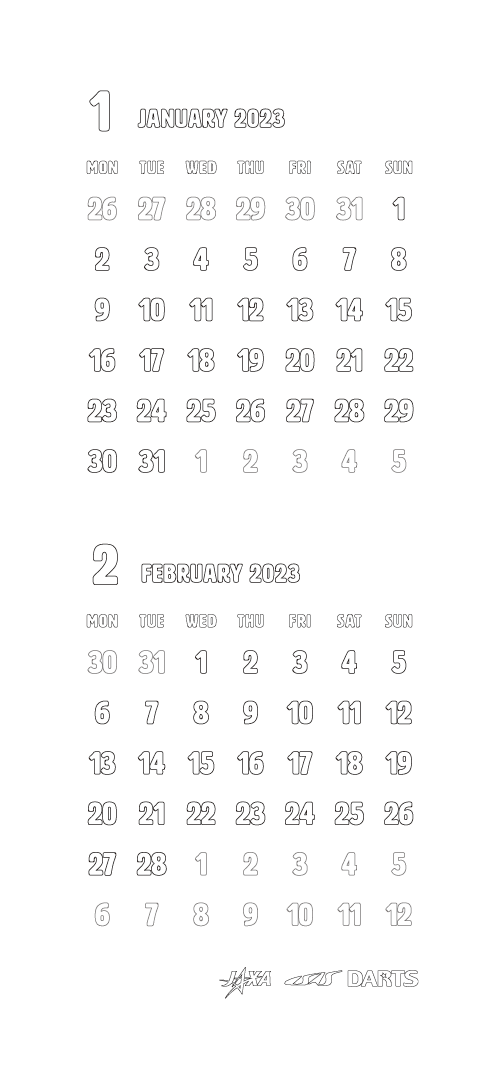 1 JANUARY 2023
MON TUE WED THU FRI SAT SUN
26 27 28 29 30 31 1
2 3 4 5 6 7 8
9 10 11 12 13 14 15
16 17 18 19 20 21 22
23 24 25 26 27 28 29
30 31 1 2 3 4 5
2 FEBRUARY 2023
MON TUE WED THU FRI SAT SUN
30 31 1 2 3 4 5
6 7 8 9 10 11 12
13 14 15 16 17 18 19
20 21 22 23 24 25 26
27 28 1 2 3 4 5
6 7 8 9 10 11 12
JAXA ISAS DARTS